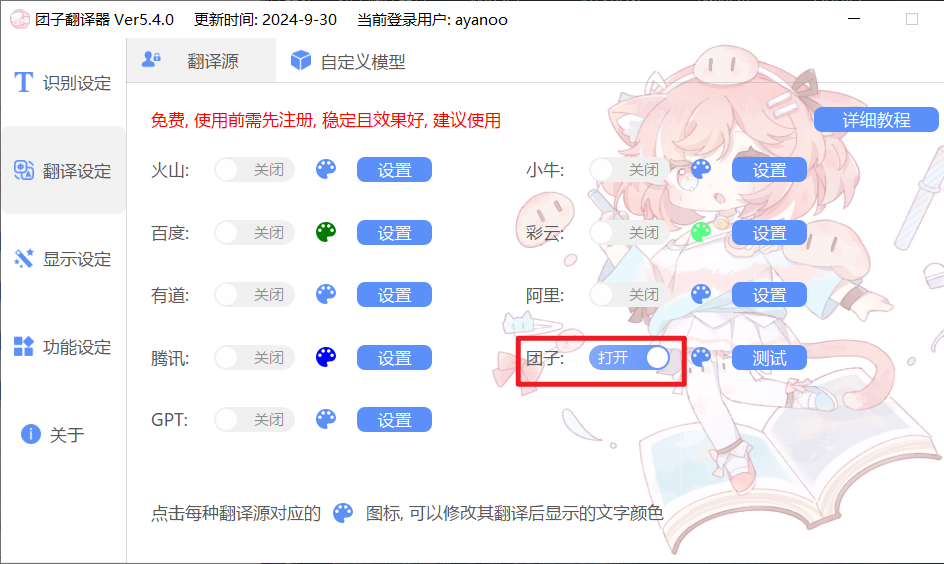 团子翻译器 Ver5.4.0 更新时间: 2024-9-30 当前登录用户: ayanoo
翻译源 自定义模型
识别设定
翻译设定
显示设定
功能设定
关于
免费, 使用前需先注册, 稳定且效果好, 建议使用
详细教程
火山: 关闭 设置 小牛: 关闭 设置
百度: 关闭 设置 彩云: 关闭 设置
有道: 关闭 设置 阿里: 关闭 设置
腾讯: 关闭 设置 团子: 打开 测试
GPT: 关闭 设置
点击每种翻译源对应的 图标, 可以修改其翻译后显示的文字颜色